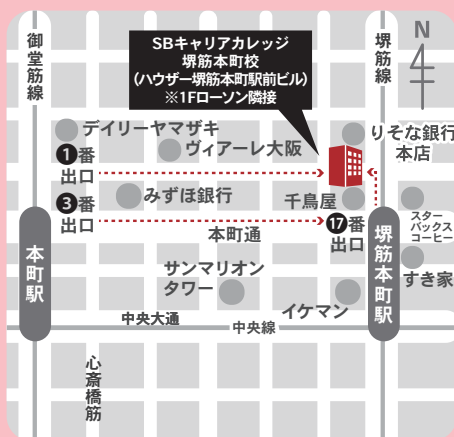 御堂筋線
SBキャリアカレッジ
堺筋本町校
(ハウザー堺筋本町駅前ビル)
※1Fローソン隣接
堺筋線
N
デイリーヤマザキ
ヴィアーレ大阪
りそな銀行
本店
1番
出口
みずほ銀行
千鳥屋
3番
出口
17番
出口
本町通
スター
バックス
コーヒー
本町駅
堺筋本町駅
すき家
サンマリオン
タワー
イケマン
中央大通
中央線
心斎橋筋